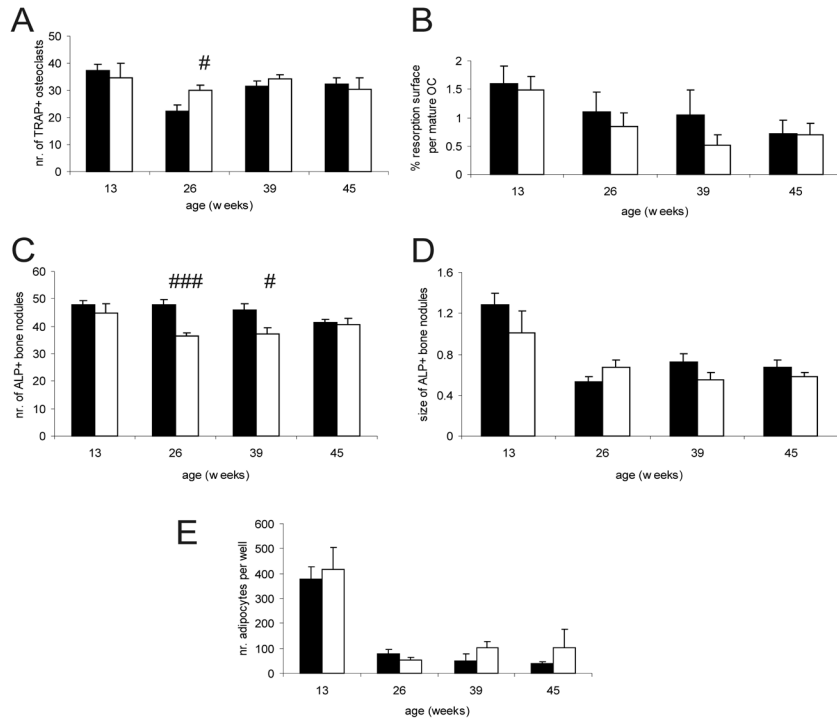 A
#
nr. of TRAP+ osteoclasts
50
40
30
20
10
0
13 26 39 45
age (weeks)
B
% resorption surface
per mature OC
2
1.5
1
0.5
0
13 26 39 45
age (weeks)
C
### #
nr. of ALP+ bone nodules
60
50
40
30
20
10
0
13 26 39 45
age (weeks)
D
size of ALP+ bone nodules
1.6
1.2
0.8
0.4
0
13 26 39 45
age (weeks)
E
nr. adipocytes per well
600
500
400
300
200
100
0
13 26 39 45
age (weeks)